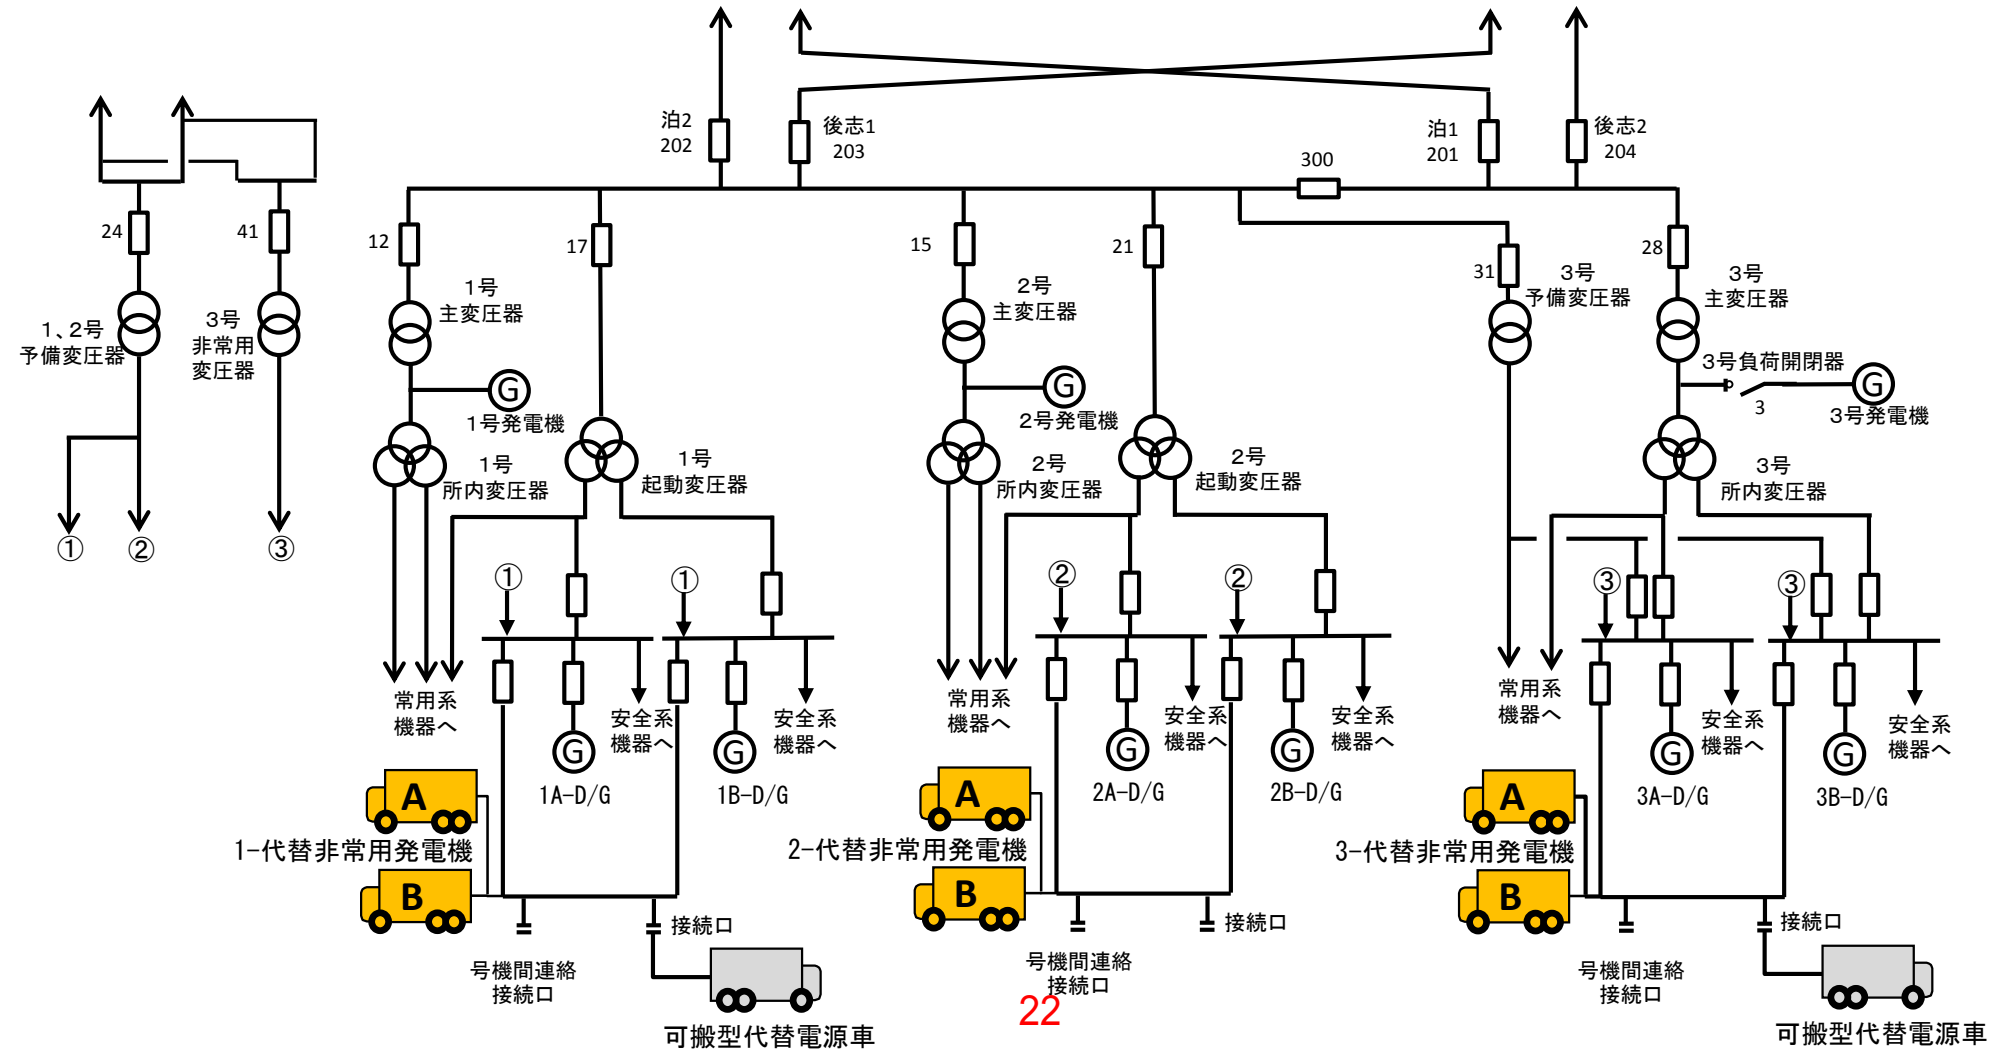 泊2
202
後志1
203
泊1
201
後志2
204
300
24
41
12
17
15
21
31
28
1、2号
予備変圧器
3号
非常用
変圧器
1号
主変圧器
2号
主変圧器
3号
予備変圧器
3号
主変圧器
3号負荷開閉器
3
G
1号発電機
G
2号発電機
G
3号発電機
1号
所内変圧器
1号
起動変圧器
2号
所内変圧器
2号
起動変圧器
3号
所内変圧器
①
②
③
①
①
②
②
③
③
常用系
機器へ
安全系
機器へ
安全系
機器へ
常用系
機器へ
安全系
機器へ
安全系
機器へ
常用系
機器へ
安全系
機器へ
安全系
機器へ
G
1A-D/G
G
1B-D/G
G
2A-D/G
G
2B-D/G
G
3A-D/G
G
3B-D/G
A
1-代替非常用発電機
B
A
2-代替非常用発電機
B
A
3-代替非常用発電機
B
接続口
号機間連絡
接続口
可搬型代替電源車
接続口
号機間連絡
接続口
22
接続口
号機間連絡
接続口
可搬型代替電源車